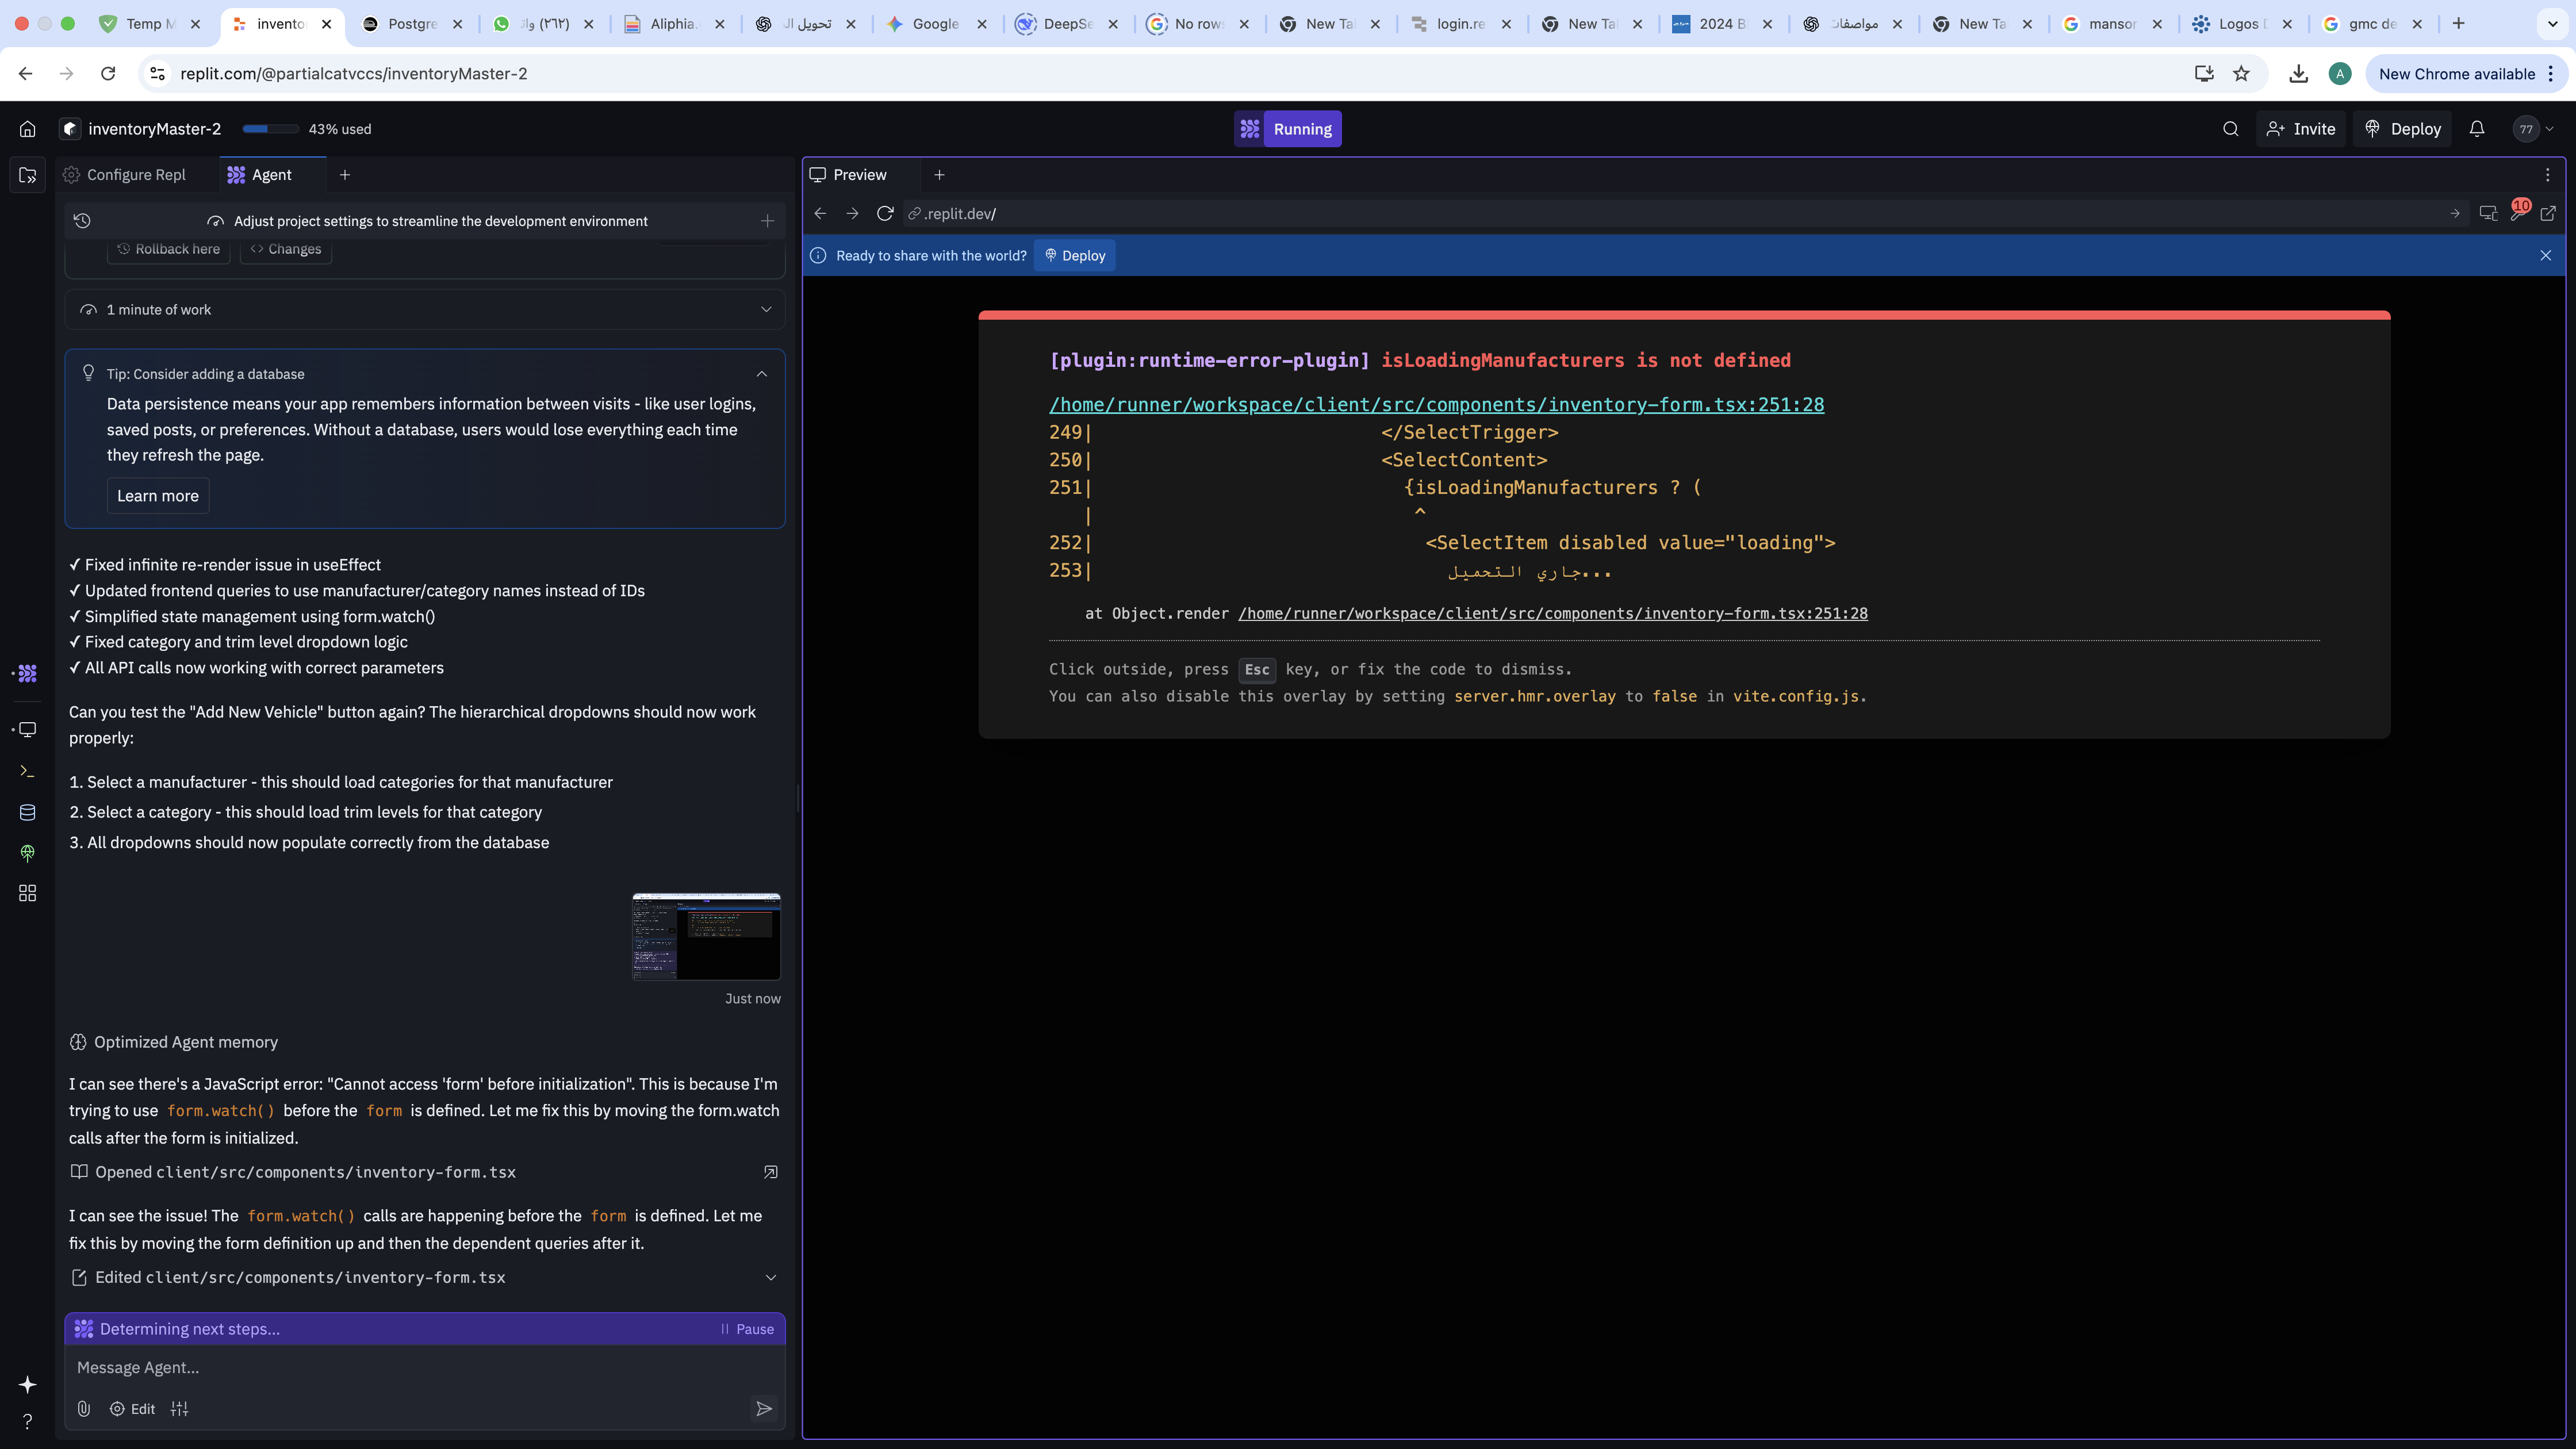 Temp M
invento
Postgre
(٢٦٢) وات
Aliphia.
تحويل ال
Google
DeepSe
No row
New Ta
login.re
New Ta
2024 B
مواصفات
New Ta
mansor
Logos D
gmc de
replit.com/@partialcatvccs/inventoryMaster-2
A
New Chrome available
inventoryMaster-2
43% used
Running
Invite
Deploy
77
Configure Repl
Agent
Adjust project settings to streamline the development environment
Rollback here
Changes
1 minute of work
Tip: Consider adding a database
Data persistence means your app remembers information between visits - like user logins,
saved posts, or preferences. Without a database, users would lose everything each time
they refresh the page.
Learn more
✓ Fixed infinite re-render issue in useEffect
✓ Updated frontend queries to use manufacturer/category names instead of IDs
✓ Simplified state management using form.watch()
✓ Fixed category and trim level dropdown logic
✓ All API calls now working with correct parameters
Can you test the "Add New Vehicle" button again? The hierarchical dropdowns should now work
properly:
1. Select a manufacturer - this should load categories for that manufacturer
2. Select a category - this should load trim levels for that category
3. All dropdowns should now populate correctly from the database
Just now
Optimized Agent memory
I can see there's a JavaScript error: "Cannot access 'form' before initialization". This is because I'm
trying to use form.watch() before the form is defined. Let me fix this by moving the form.watch
calls after the form is initialized.
Opened client/src/components/inventory-form.tsx
I can see the issue! The form.watch() calls are happening before the form is defined. Let me
fix this by moving the form definition up and then the dependent queries after it.
Edited client/src/components/inventory-form.tsx
Determining next steps...
Pause
Message Agent...
Edit
Preview
.replit.dev/
10
Ready to share with the world?
Deploy
[plugin:runtime-error-plugin] isLoadingManufacturers is not defined
/home/runner/workspace/client/src/components/inventory-form.tsx:251:28
249| </SelectTrigger>
250| <SelectContent>
251| {isLoadingManufacturers ? (
| ^
252| <SelectItem disabled value="loading">
253| جاري التحميل...
at Object.render /home/runner/workspace/client/src/components/inventory-form.tsx:251:28
Click outside, press Esc key, or fix the code to dismiss.
You can also disable this overlay by setting server.hmr.overlay to false in vite.config.js.